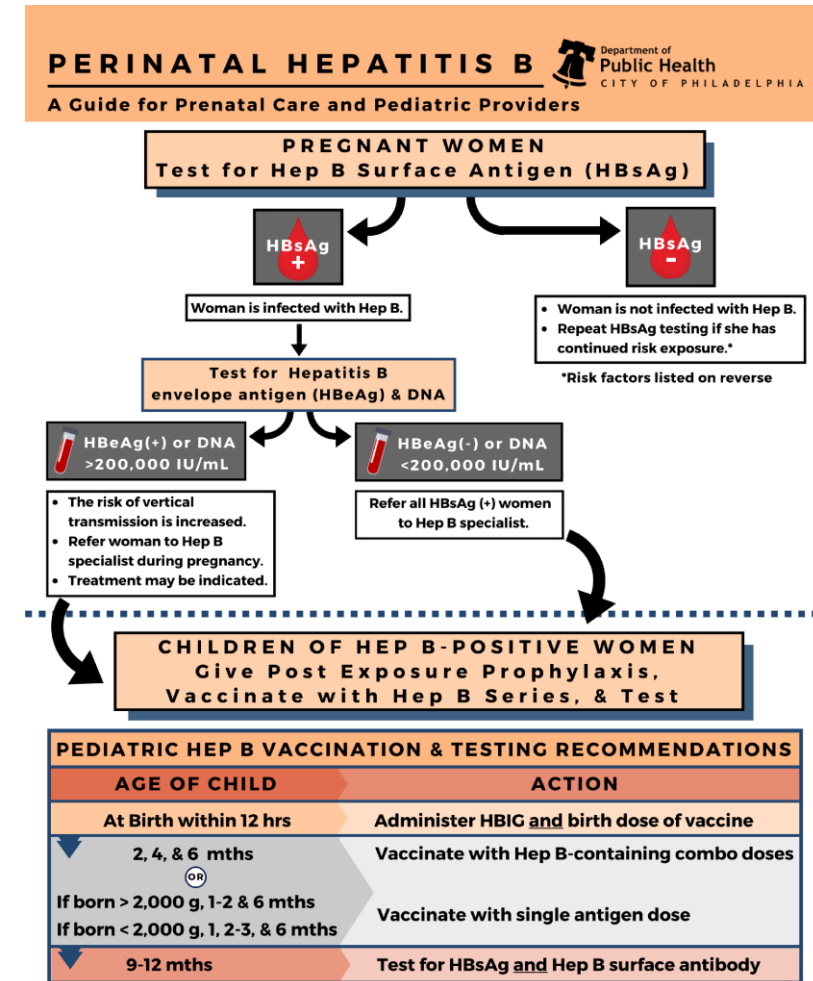 PERINATAL HEPATITIS B
Department of
Public Health
CITY OF PHILADELPHIA
A Guide for Prenatal Care and Pediatric Providers
PREGNANT WOMEN
Test for Hep B Surface Antigen (HBsAg)
HBsAg
+
HBsAg
-
Woman is infected with Hep B.
• Woman is not infected with Hep B.
• Repeat HBsAg testing if she has
continued risk exposure.*
*Risk factors listed on reverse
Test for Hepatitis B
envelope antigen (HBeAg) & DNA
HBeAg(+) or DNA
>200,000 IU/mL
HBeAg(-) or DNA
<200,000 IU/mL
• The risk of vertical
transmission is increased.
• Refer woman to Hep B
specialist during pregnancy.
• Treatment may be indicated.
Refer all HBsAg (+) women
to Hep B specialist.
CHILDREN OF HEP B-POSITIVE WOMEN
Give Post Exposure Prophylaxis,
Vaccinate with Hep B Series, & Test
PEDIATRIC HEP B VACCINATION & TESTING RECOMMENDATIONS
AGE OF CHILD
ACTION
At Birth within 12 hrs
Administer HBIG and birth dose of vaccine
2, 4, & 6 mths
Vaccinate with Hep B-containing combo doses
OR
If born > 2,000 g, 1-2 & 6 mths
If born < 2,000 g, 1, 2-3, & 6 mths
Vaccinate with single antigen dose
9-12 mths
Test for HBsAg and Hep B surface antibody